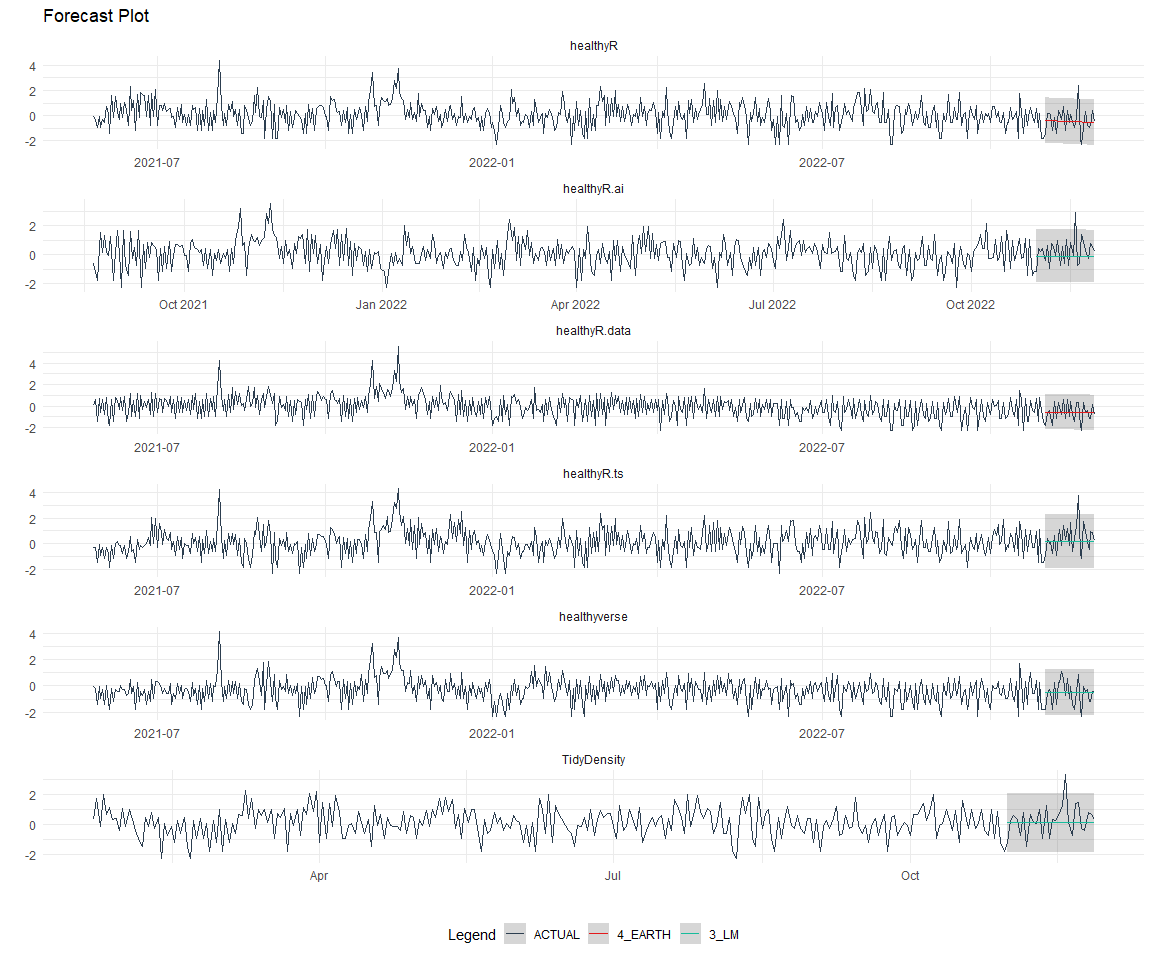 Forecast Plot
healthyR
4
2
0
-2
2021-07 2022-01 2022-07
healthyR.ai
2
0
-2
Oct 2021 Jan 2022 Apr 2022 Jul 2022 Oct 2022
healthyR.data
4
2
0
-2
2021-07 2022-01 2022-07
healthyR.ts
4
2
0
-2
2021-07 2022-01 2022-07
healthyverse
4
2
0
-2
2021-07 2022-01 2022-07
TidyDensity
2
0
-2
Apr Jul Oct
Legend ACTUAL 4_EARTH 3_LM